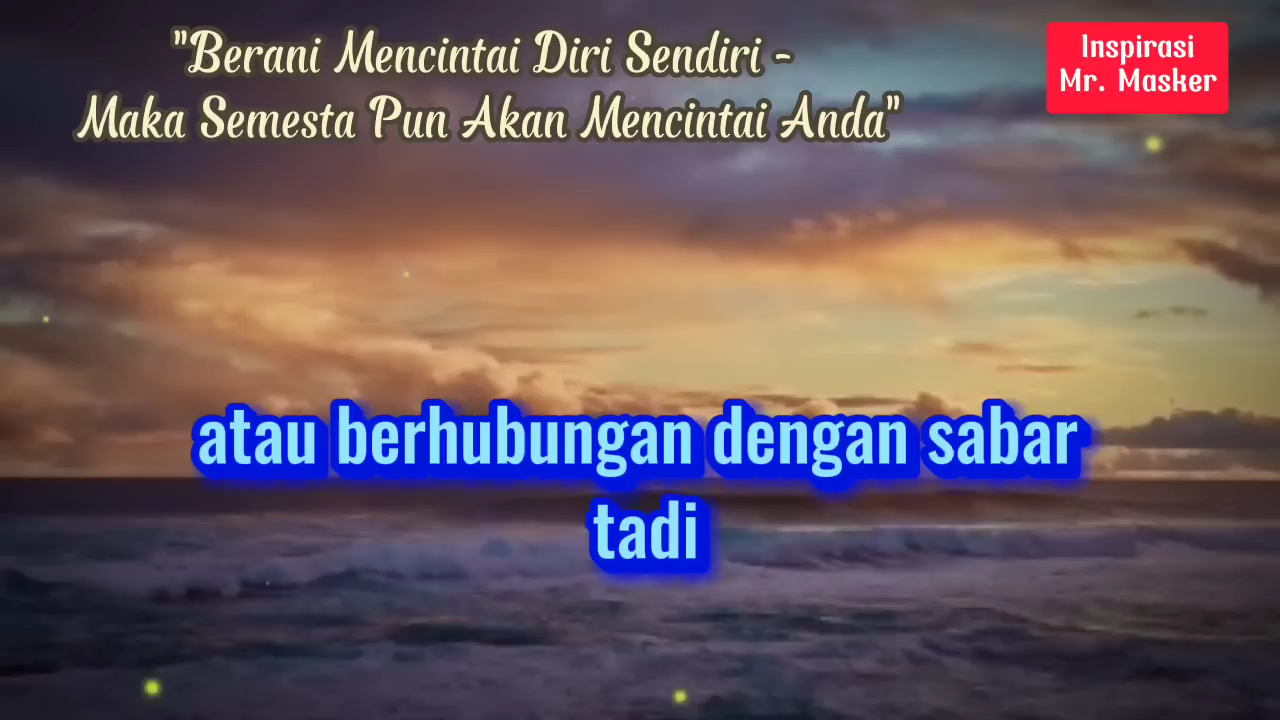 "Berani Mencintai Diri Sendiri -
Maka Semesta Pun Akan Mencintai Anda"
Inspirasi
Mr. Masker
atau berhubungan dengan sabar
tadi